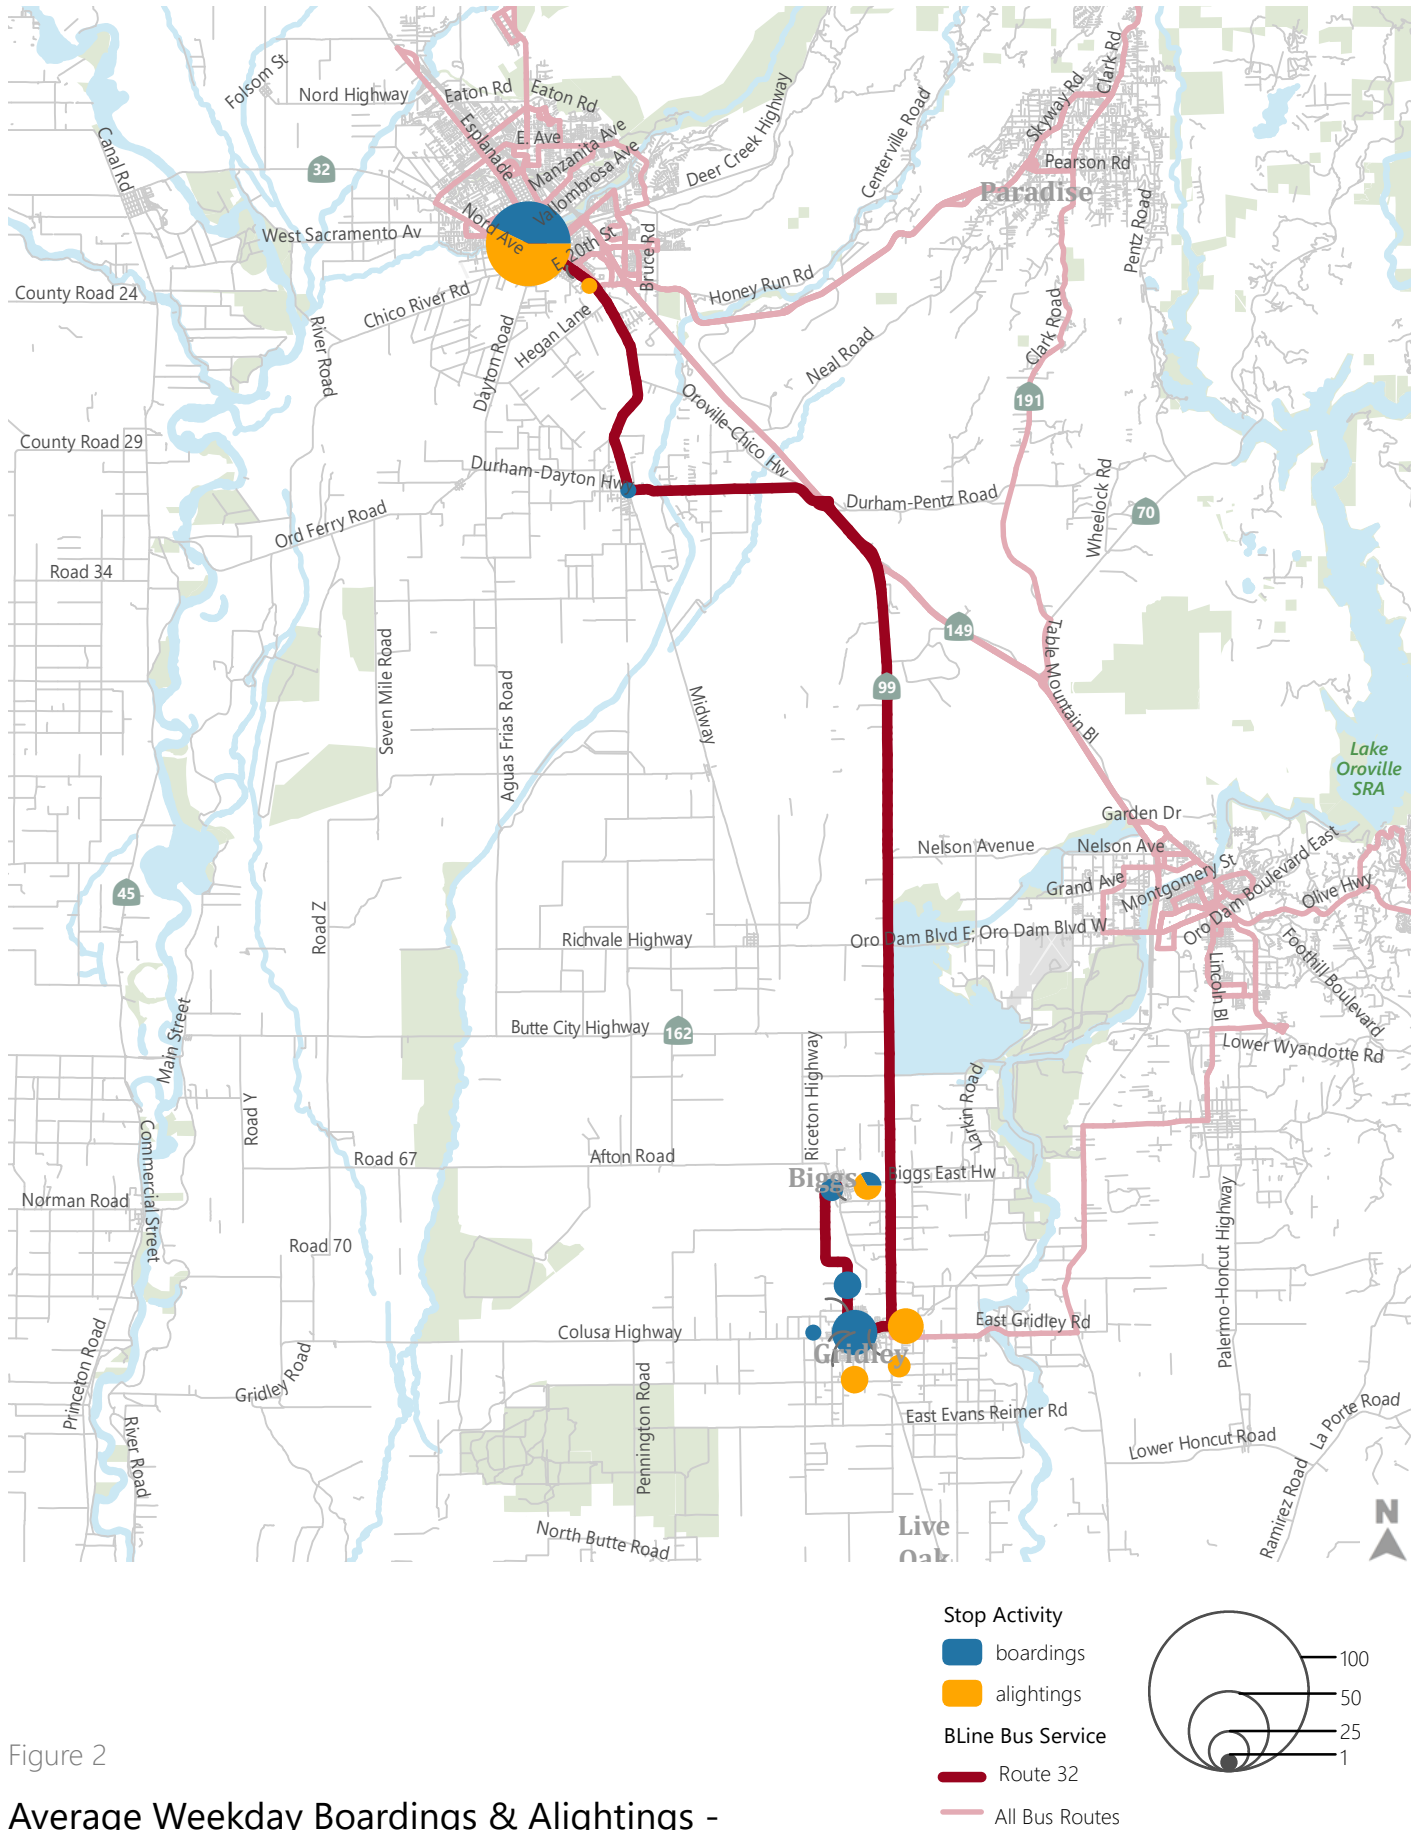 Folsom St
Nord Highway
Eaton Rd
Eaton Rd
Clark Rd
Skyway Rd
Canal Rd
Esplanade
E. Ave
Manzanita Ave
Vallombrosa Ave
Deer Creek Highway
Centerville Road
Pearson Rd
32
Paradise
Pentz Road
West Sacramento Av
Nord Ave
E. 20th St
Bruce Rd
County Road 24
Chico River Rd
Honey Run Rd
River Road
Dayton Road
Hegan Lane
Neal Road
Clark Road
191
Oroville-Chico Hw
County Road 29
Durham-Dayton Hwy
Durham-Pentz Road
Wheelock Rd
70
Ord Ferry Road
Road 34
149
Table Mountain Bl
Seven Mile Road
Aguas Frias Road
Midway
99
Lake
Oroville
SRA
Garden Dr
Nelson Avenue
Nelson Ave
Grand Ave
Montgomery St
Oro Dam Boulevard East
Olive Hwy
45
Road Z
Richvale Highway
Oro Dam Blvd E; Oro Dam Blvd W
Foothill Boulevard
Lincoln Bl
Main Street
Butte City Highway
162
Riceton Highway
Lower Wyandotte Rd
Larkin Road
Road Y
Commercial Street
Road 67
Afton Road
Biggs
Biggs East Hw
Norman Road
Palermo-Honcut Highway
Road 70
Colusa Highway
East Gridley Rd
Gridley
Princeton Road
Gridley Road
Pennington Road
River Road
East Evans Reimer Rd
La Porte Road
Lower Honcut Road
Ramirez Road
North Butte Road
Live
Oak
N
Stop Activity
boardings
alightings
BLine Bus Service
Route 32
All Bus Routes
100
50
25
1
Figure 2
Average Weekday Boardings & Alightings -